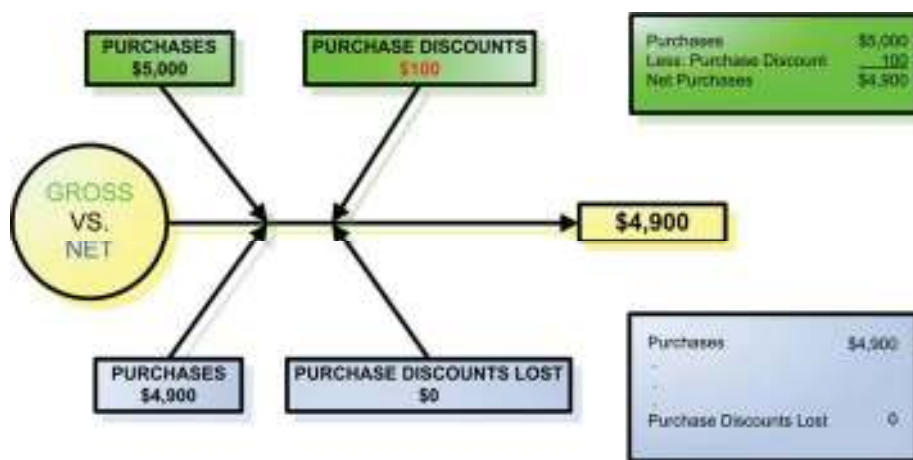 PURCHASES
$5,000
PURCHASE DISCOUNTS
$100
Purchases $5,000
Less: Purchase Discount 100
Net Purchases $4,900
GROSS
VS.
NET
$4,900
PURCHASES
$4,900
PURCHASE DISCOUNTS LOST
$0
Purchases $4,900
.
.
.
Purchase Discounts Lost 0